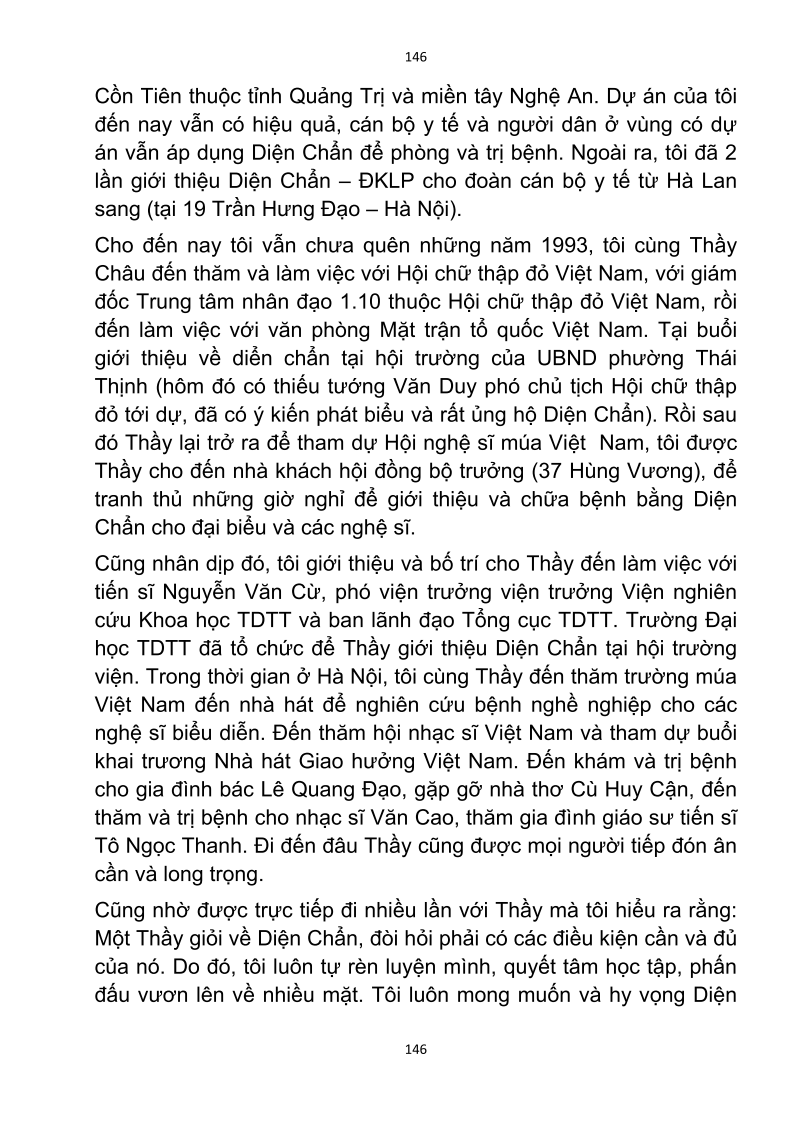 146
Cồn Tiên thuộc tỉnh Quảng Trị và miền tây Nghệ An. Dự án của tôi
đến nay vẫn có hiệu quả, cán bộ y tế và người dân ở vùng có dự
án vẫn áp dụng Diện Chẩn để phòng và trị bệnh. Ngoài ra, tôi đã 2
lần giới thiệu Diện Chẩn – ĐKLP cho đoàn cán bộ y tế từ Hà Lan
sang (tại 19 Trần Hưng Đạo – Hà Nội).
Cho đến nay tôi vẫn chưa quên những năm 1993, tôi cùng Thầy
Châu đến thăm và làm việc với Hội chữ thập đỏ Việt Nam, với giám
đốc Trung tâm nhân đạo 1.10 thuộc Hội chữ thập đỏ Việt Nam, rồi
đến làm việc với văn phòng Mặt trận tổ quốc Việt Nam. Tại buổi
giới thiệu về diển chẩn tại hội trường của UBND phường Thái
Thịnh (hôm đó có thiếu tướng Văn Duy phó chủ tịch Hội chữ thập
đỏ tới dự, đã có ý kiến phát biểu và rất ủng hộ Diện Chẩn). Rồi sau
đó Thầy lại trở ra để tham dự Hội nghệ sĩ múa Việt  Nam, tôi được
Thầy cho đến nhà khách hội đồng bộ trưởng (37 Hùng Vương), để
tranh thủ những giờ nghỉ để giới thiệu và chữa bệnh bằng Diện
Chẩn cho đại biểu và các nghệ sĩ.
Cũng nhân dịp đó, tôi giới thiệu và bố trí cho Thầy đến làm việc với
tiến sĩ Nguyễn Văn Cừ, phó viện trưởng viện trưởng Viện nghiên
cứu Khoa học TDTT và ban lãnh đạo Tổng cục TDTT. Trường Đại
học TDTT đã tổ chức để Thầy giới thiệu Diện Chẩn tại hội trường
viện. Trong thời gian ở Hà Nội, tôi cùng Thầy đến thăm trường múa
Việt Nam đến nhà hát để nghiên cứu bệnh nghề nghiệp cho các
nghệ sĩ biểu diễn. Đến thăm hội nhạc sĩ Việt Nam và tham dự buổi
khai trương Nhà hát Giao hưởng Việt Nam. Đến khám và trị bệnh
cho gia đình bác Lê Quang Đạo, gặp gỡ nhà thơ Cù Huy Cận, đến
thăm và trị bệnh cho nhạc sĩ Văn Cao, thăm gia đình giáo sư tiến sĩ
Tô Ngọc Thanh. Đi đến đâu Thầy cũng được mọi người tiếp đón ân
cần và long trọng.
Cũng nhờ được trực tiếp đi nhiều lần với Thầy mà tôi hiểu ra rằng:
Một Thầy giỏi về Diện Chẩn, đòi hỏi phải có các điều kiện cần và đủ
của nó. Do đó, tôi luôn tự rèn luyện mình, quyết tâm học tập, phấn
đấu vươn lên về nhiều mặt. Tôi luôn mong muốn và hy vọng Diện
146